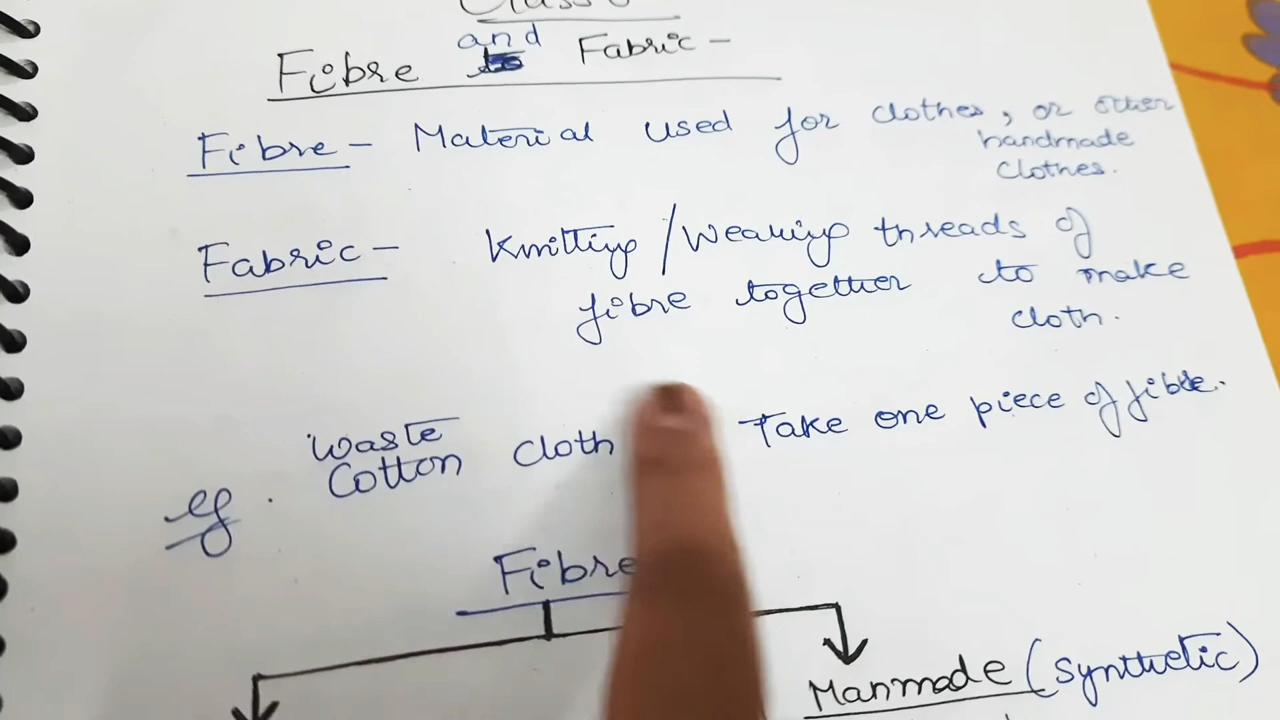 and
Fibre Fabric -
Fibre - Material used for clothes, or other
handmade
clothes.
Fabric - Knitting / Weaving threads of
fibre together to make
cloth.
Waste
eg. Cotton cloth Take one piece of fibre.
Fibre
Manmade (Synthetic)